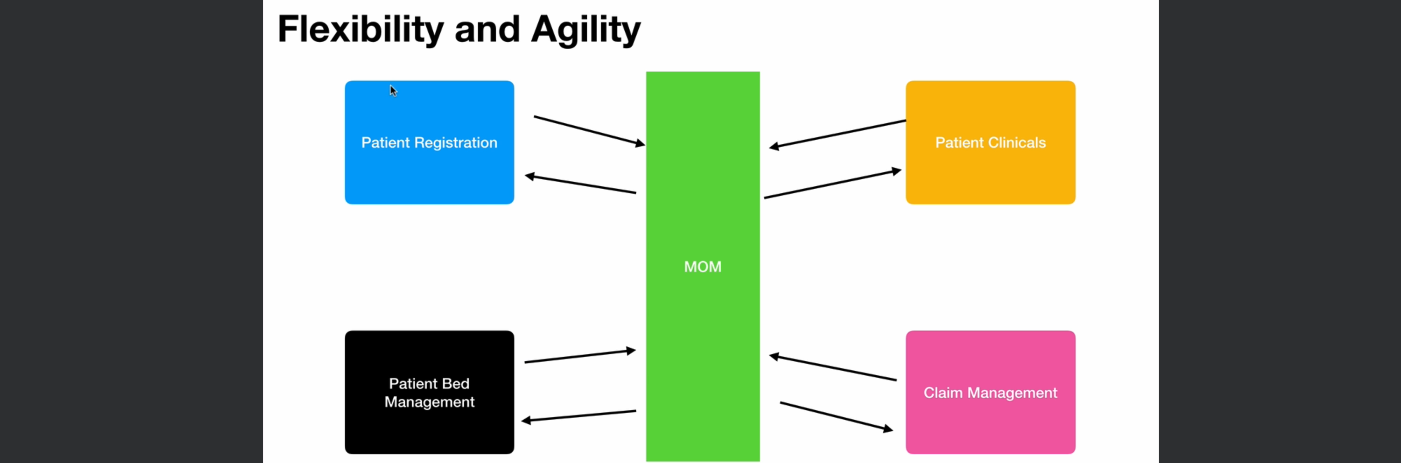 Flexibility and Agility
Patient Registration
Patient Clinicals
MOM
Patient Bed
Management
Claim Management